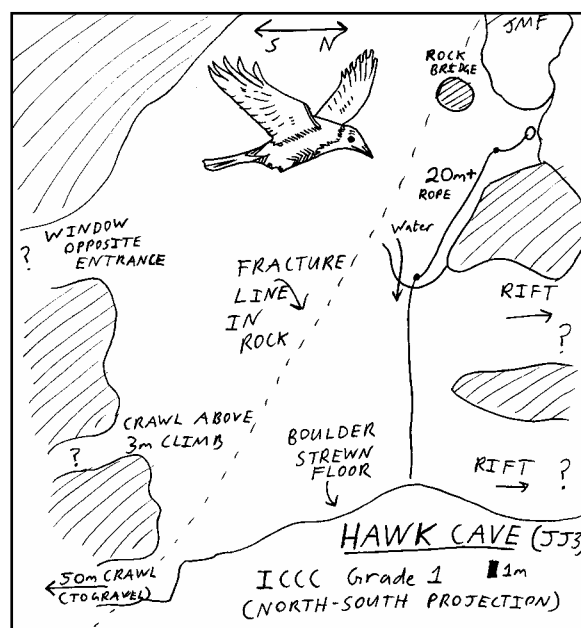 S N
JMF
ROCK
BRIDGE
20m+
ROPE
Water
? WINDOW
OPPOSITE
ENTRANCE
FRACTURE
LINE
IN
ROCK
RIFT
?
CRAWL ABOVE
3m CLIMB
?
BOULDER
STREWN
FLOOR
RIFT ?
HAWK CAVE (JJ3)
50m CRAWL
(TO GRAVEL)
ICCC Grade 1 1m
(NORTH-SOUTH PROJECTION)